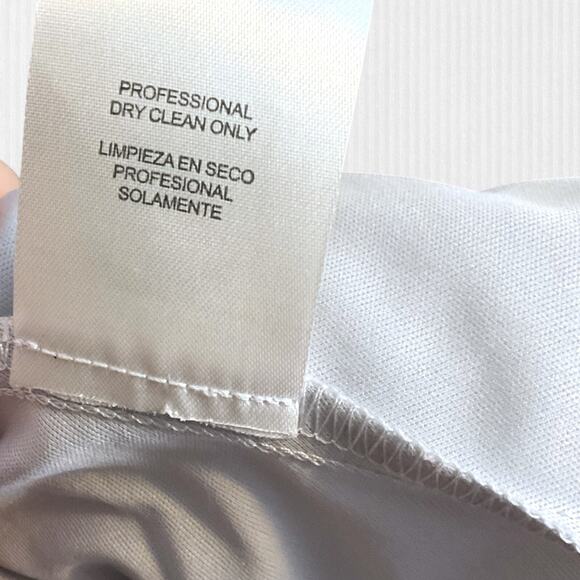 PROFESSIONAL
DRY CLEAN ONLY
LIMPIEZA EN SECO
PROFESIONAL
SOLAMENTE